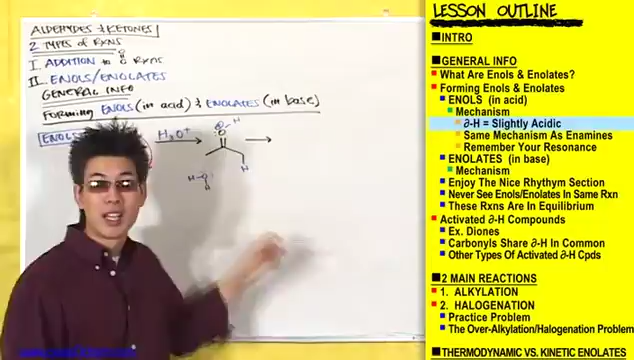 ALDEHYDES & KETONES
2 TYPES OF RXNS
I ADDITION to C=O RXNS
II ENOLS/ENOLATES
GENERAL INFO
FORMING ENOLS (in acid) & ENOLATES (in base)
ENOLS
H₃O⁺
O-H
H
H-O
H
LESSON OUTLINE
INTRO
GENERAL INFO
What Are Enols & Enolates?
Forming Enols & Enolates
ENOLS (in acid)
Mechanism
∂-H = Slightly Acidic
Same Mechanism As Enamines
Remember Your Resonance
ENOLATES (in base)
Mechanism
Enjoy The Nice Rhythym Section
Never See Enols/Enolates In Same Rxn
These Rxns Are In Equilibrium
Activated ∂-H Compounds
Ex. Diones
Carbonyls Share ∂-H In Common
Other Types Of Activated ∂-H Cpds
2 MAIN REACTIONS
1. ALKYLATION
2. HALOGENATION
Practice Problem
The Over-Alkylation/Halogenation Problem
THERMODYNAMIC VS. KINETIC ENOLATES